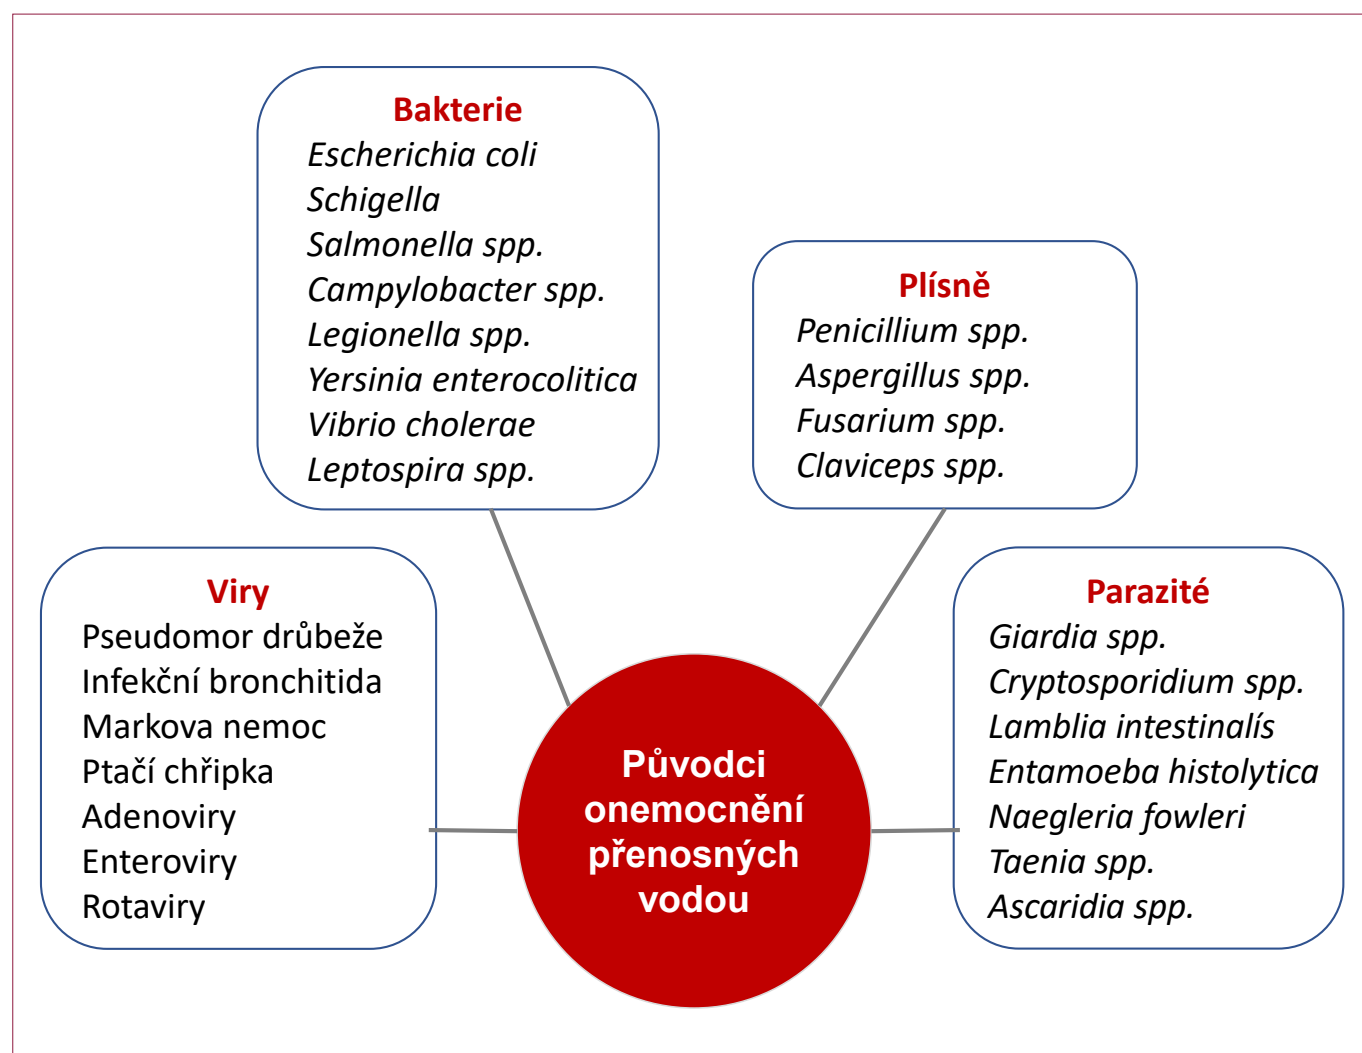 Bakterie
Escherichia coli
Schigella
Salmonella spp.
Campylobacter spp.
Legionella spp.
Yersinia enterocolitica
Vibrio cholerae
Leptospira spp.
Plísně
Penicillium spp.
Aspergillus spp.
Fusarium spp.
Claviceps spp.
Viry
Pseudomor drůbeže
Infekční bronchitida
Markova nemoc
Ptačí chřipka
Adenoviry
Enteroviry
Rotaviry
Původci
onemocnění
přenosných
vodou
Parazité
Giardia spp.
Cryptosporidium spp.
Lamblia intestinalís
Entamoeba histolytica
Naegleria fowleri
Taenia spp.
Ascaridia spp.